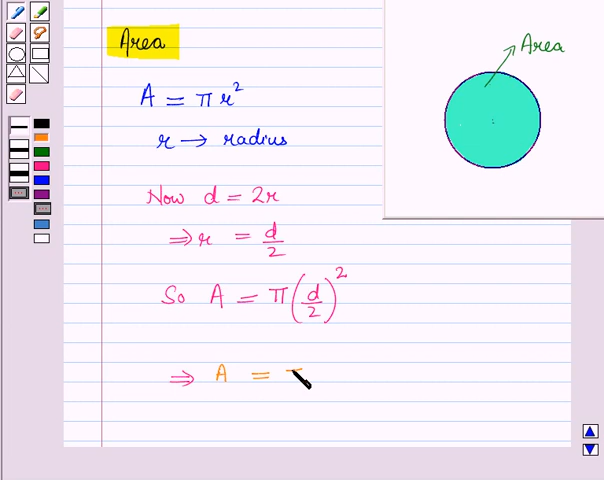 Area
Area
A = πr²
r → radius
Now d = 2r
⇒ r = d/2
So A = π(d/2)²
⇒ A =